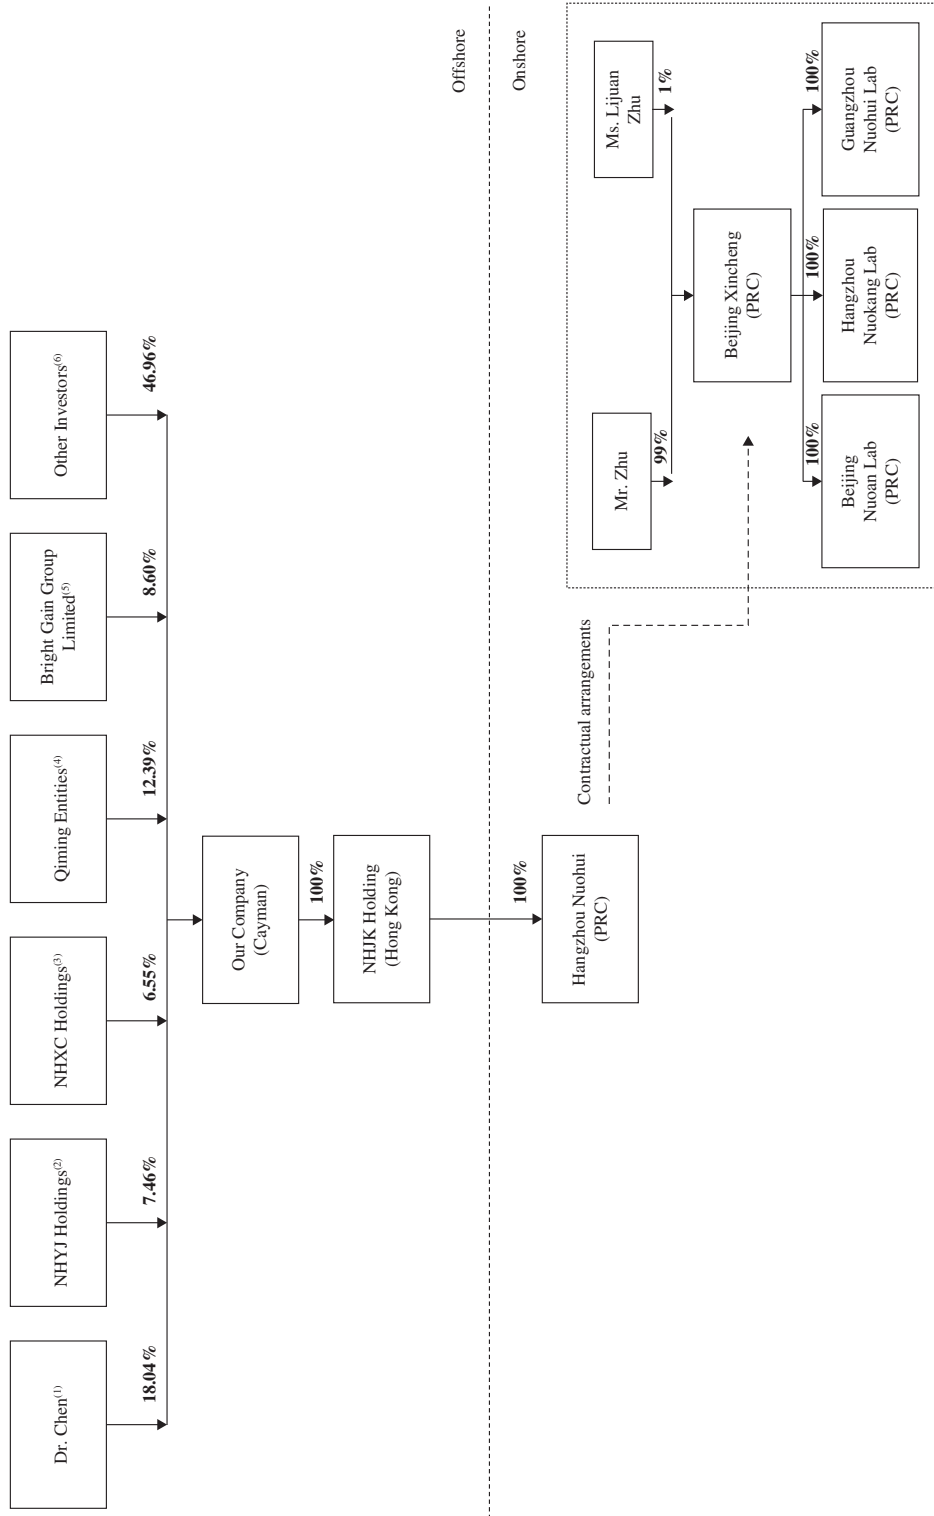 Dr. Chen(1)
NHYJ Holdings(2)
NHXC Holdings(3)
Qiming Entities(4)
Bright Gain Group
Limited(5)
Other Investors(6)
18.04%
7.46%
6.55%
12.39%
8.60%
46.96%
Our Company
(Cayman)
100%
NHJK Holding
(Hong Kong)
Offshore
Onshore
100%
Hangzhou Nuohui
(PRC)
Contractual arrangements
Mr. Zhu
Ms. Lijuan
Zhu
99%
1%
Beijing Xincheng
(PRC)
100%
100%
100%
Beijing
Nuoan Lab
(PRC)
Hangzhou
Nuokang Lab
(PRC)
Guangzhou
Nuohui Lab
(PRC)